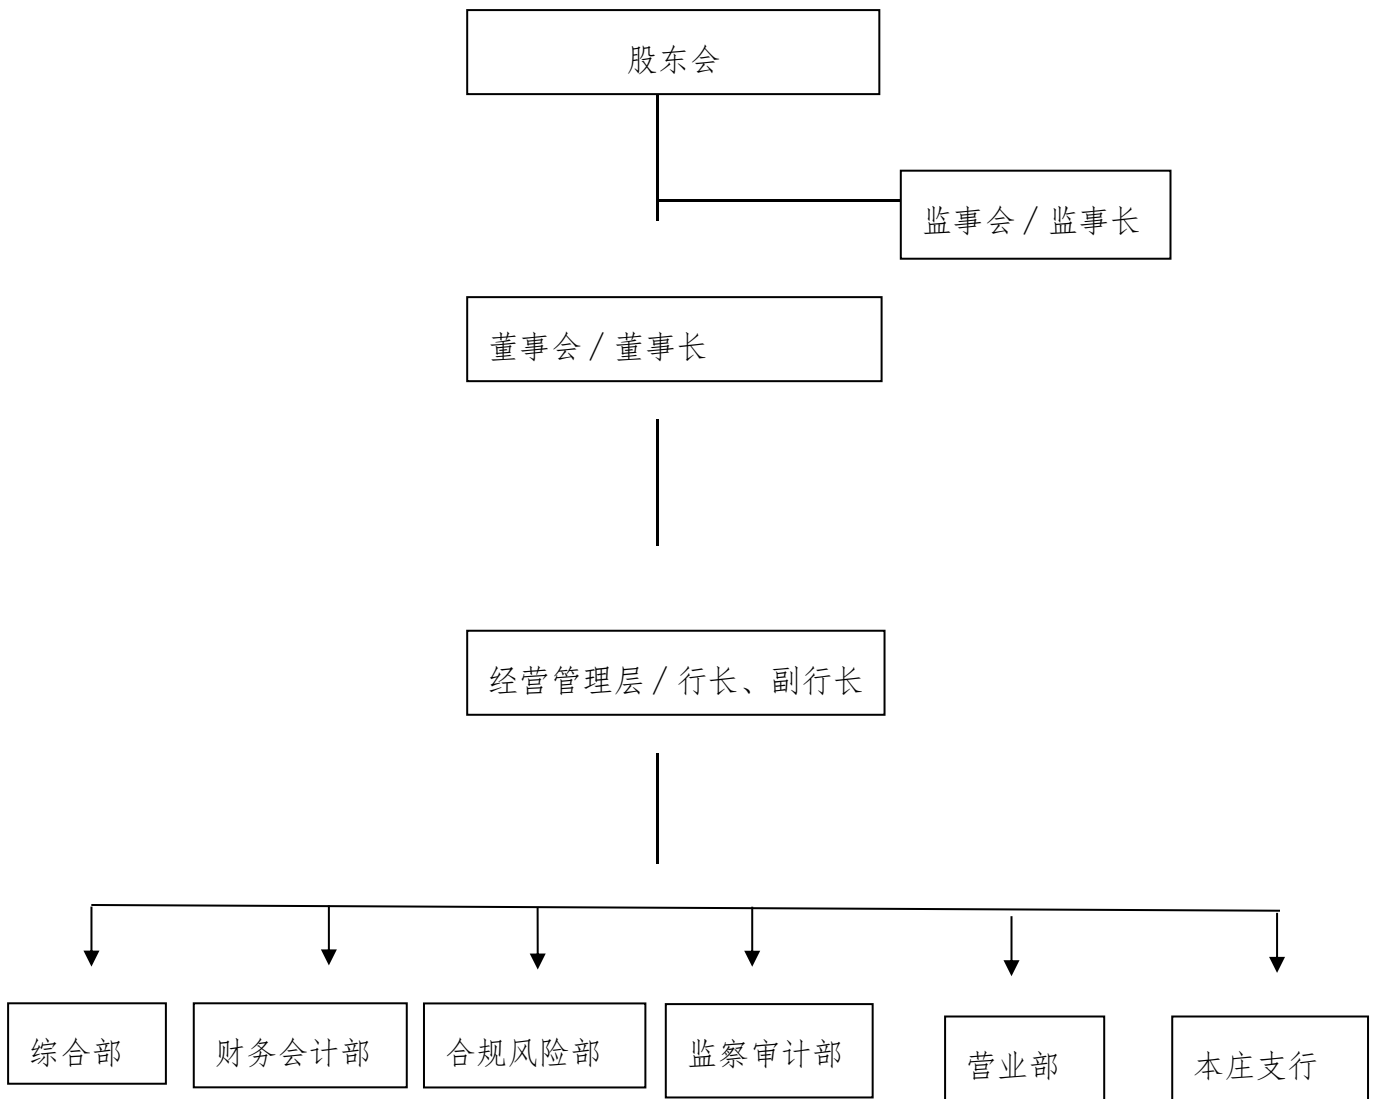 股东会
监事会／监事长
董事会／董事长
经营管理层／行长、副行长
综合部
财务会计部
合规风险部
监察审计部
营业部
本庄支行